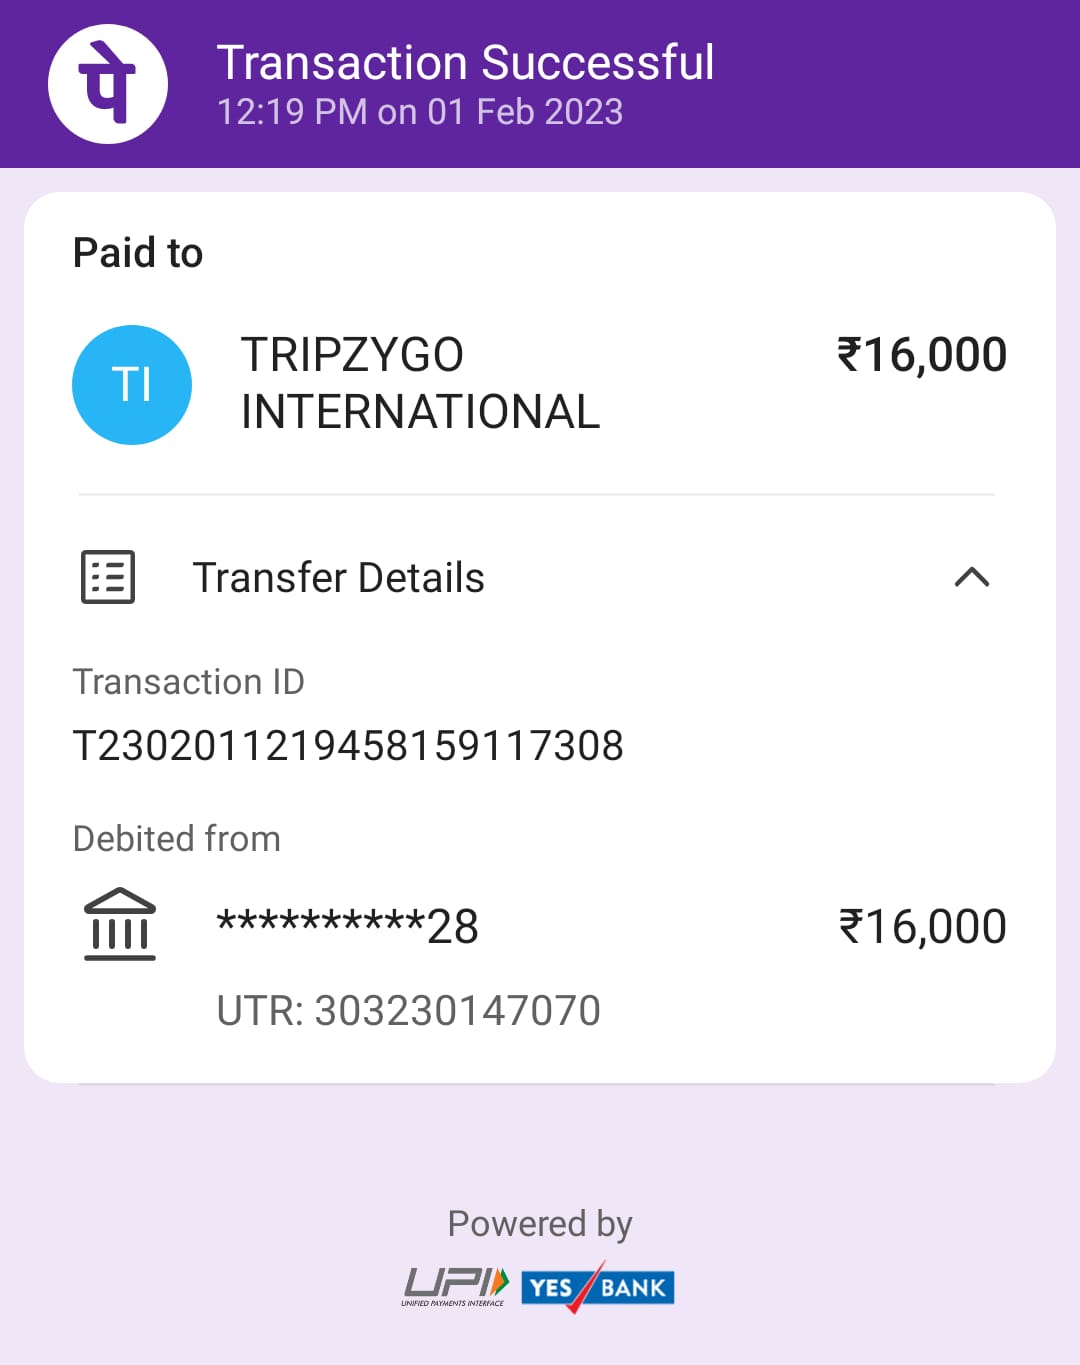 पे
Transaction Successful
12:19 PM on 01 Feb 2023
Paid to
TI
TRIPZYGO
INTERNATIONAL
₹16,000
Transfer Details
Transaction ID
T2302011219458159117308
Debited from
**********28
₹16,000
UTR: 303230147070
Powered by
UPI
UNIFIED PAYMENTS INTERFACE
YES BANK